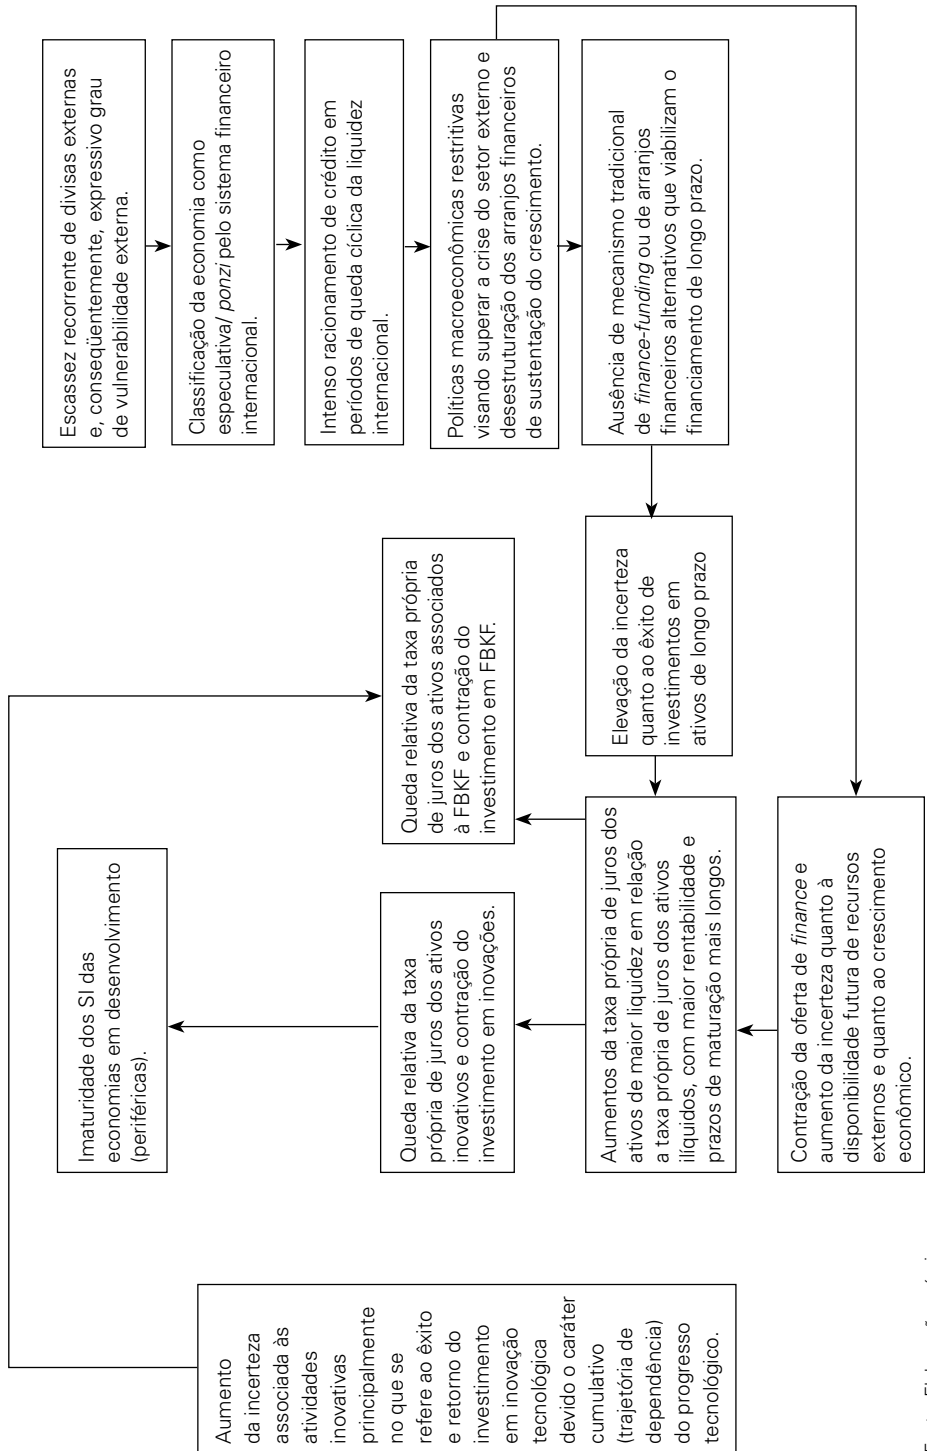 Escassez recorrente de divisas externas
e, conseqüentemente, expressivo grau
de vulnerabilidade externa.
Classificação da economia como
especulativa/ ponzi pelo sistema financeiro
internacional.
Intenso racionamento de crédito em
períodos de queda cíclica da liquidez
internacional.
Políticas macroeconômicas restritivas
visando superar a crise do setor externo e
desestruturação dos arranjos financeiros
de sustentação do crescimento.
Ausência de mecanismo tradicional
de finance-funding ou de arranjos
financeiros alternativos que viabilizam o
financiamento de longo prazo.
Queda relativa da taxa própria
de juros dos ativos associados
à FBKF e contração do
investimento em FBKF.
Elevação da incerteza
quanto ao êxito de
investimentos em
ativos de longo prazo
Imaturidade dos SI das
economias em desenvolvimento
(periféricas).
Queda relativa da taxa
própria de juros dos ativos
inovativos e contração do
investimento em inovações.
Aumentos da taxa própria de juros dos
ativos de maior liquidez em relação
a taxa própria de juros dos ativos
ilíquidos, com maior rentabilidade e
prazos de maturação mais longos.
Contração da oferta de finance e
aumento da incerteza quanto à
disponibilidade futura de recursos
externos e quanto ao crescimento
econômico.
Aumento
da incerteza
associada às
atividades
inovativas
principalmente
no que se
refere ao êxito
e retorno do
investimento
em inovação
tecnológica
devido o caráter
cumulativo
(trajetória de
dependência)
do progresso
tecnológico.